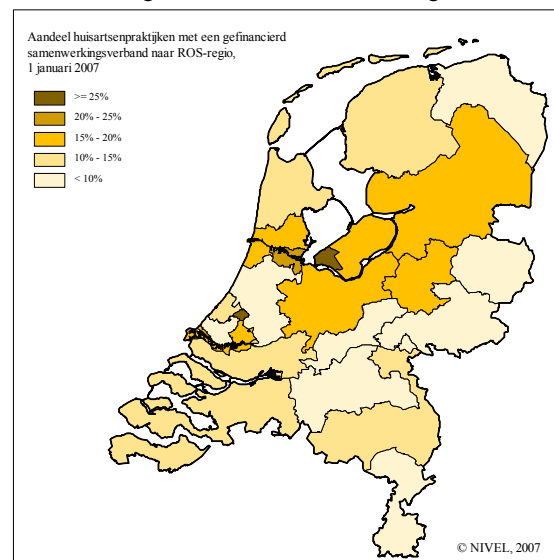 Aandeel huisartsenpraktijken met een gefinancierd
samenwerkingsverband naar ROS-regio,
1 januari 2007
>= 25%
20% - 25%
15% - 20%
10% - 15%
< 10%
© NIVEL, 2007